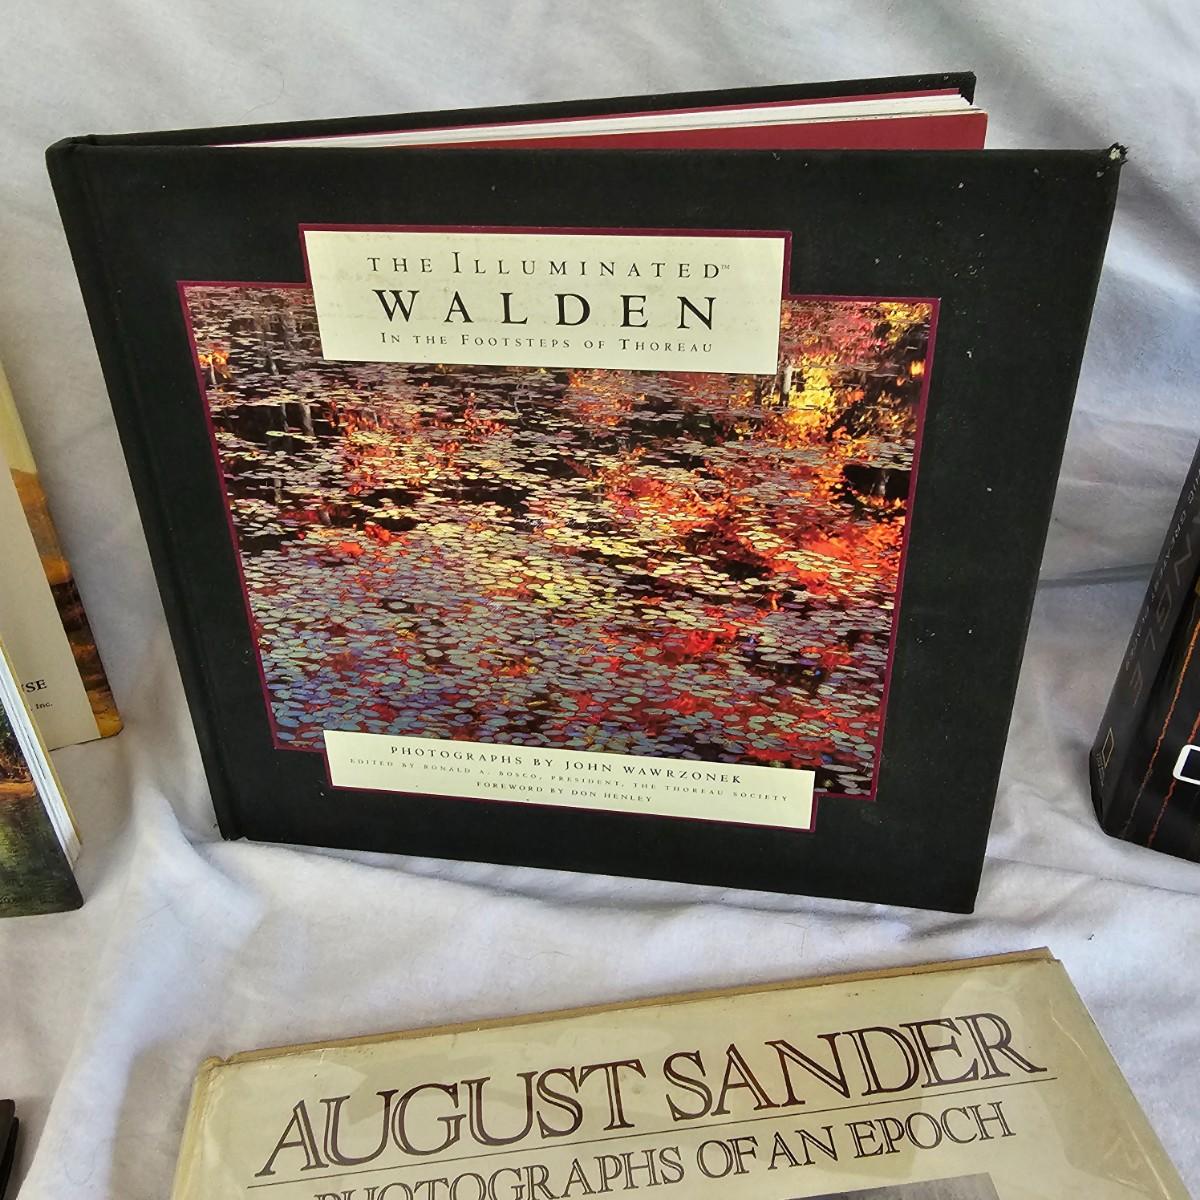 THE ILLUMINATED™
WALDEN
IN THE FOOTSTEPS OF THOREAU
PHOTOGRAPHS BY JOHN WAWRZONEK
EDITED BY RONALD A. BOSCO, PRESIDENT, THE THOREAU SOCIETY
FOREWORD BY DON HENLEY
Inc.
AUGUST SANDER
PHOTOGRAPHS OF AN EPOCH